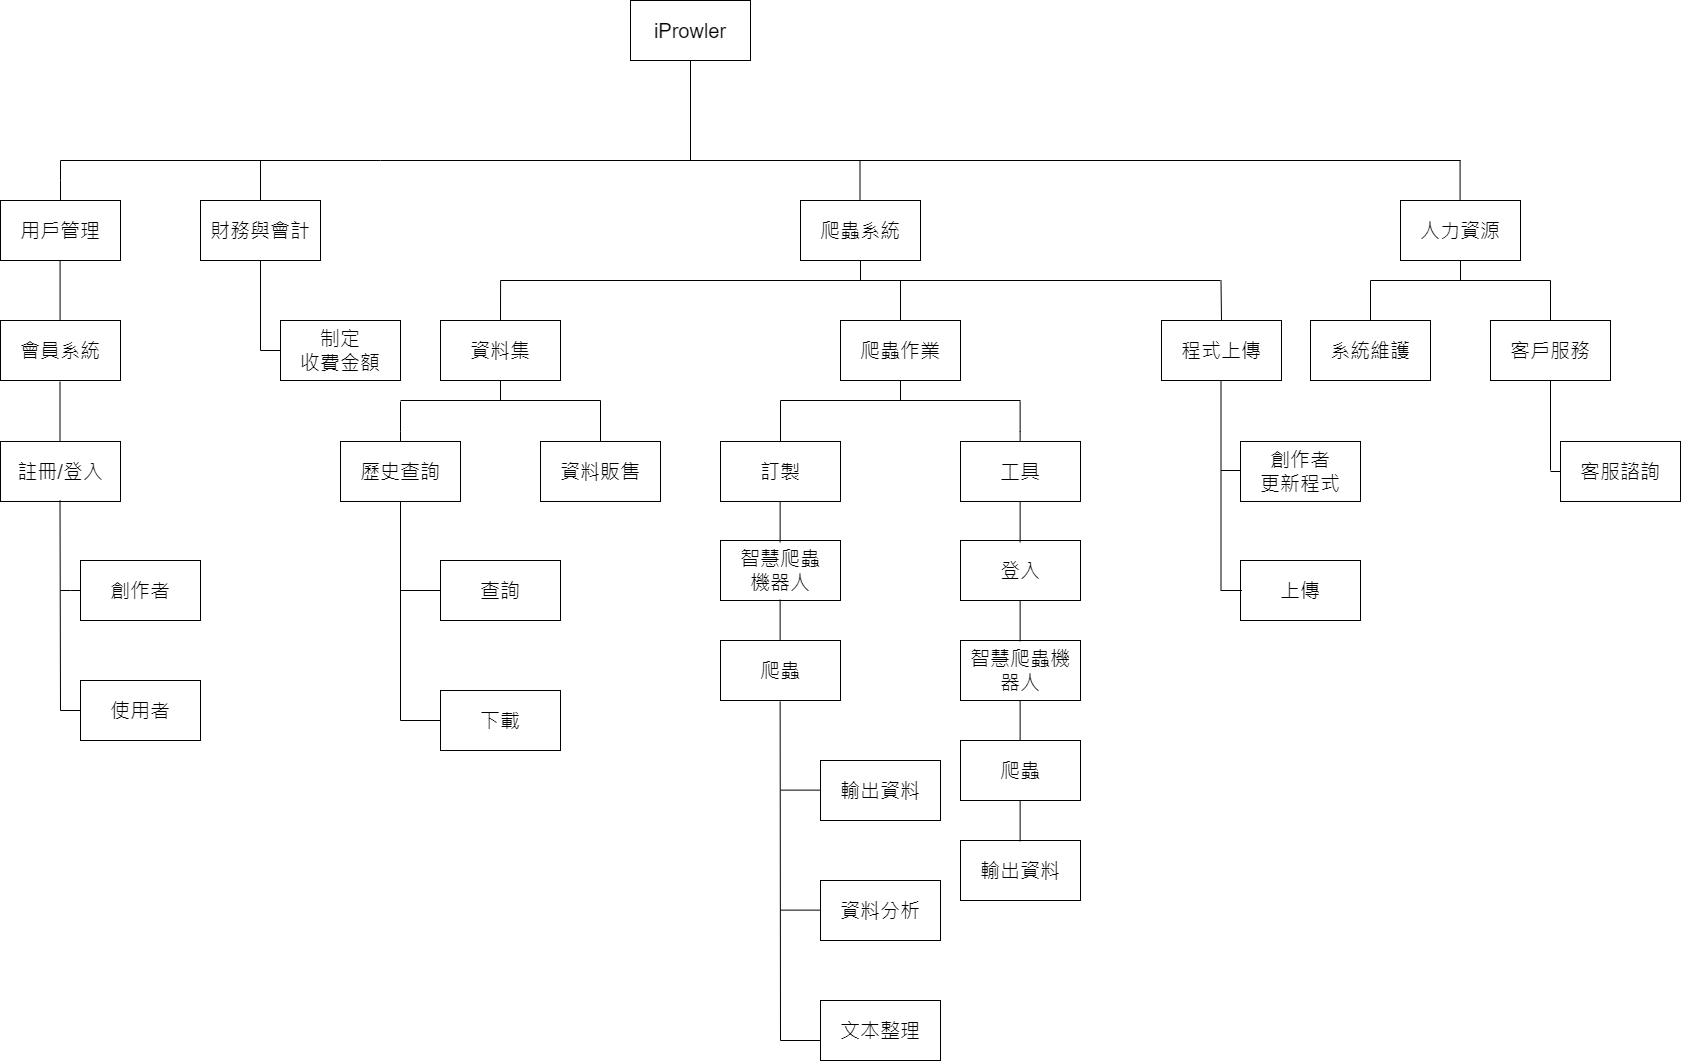 iProwler
用戶管理
財務與會計
爬蟲系統
人力資源
會員系統
制定
收費金額
資料集
爬蟲作業
程式上傳
系統維護
客戶服務
註冊/登入
歷史查詢
資料販售
訂製
工具
創作者
更新程式
客服諮詢
智慧爬蟲
機器人
登入
創作者
查詢
上傳
爬蟲
智慧爬蟲機
器人
使用者
下載
爬蟲
輸出資料
輸出資料
資料分析
文本整理